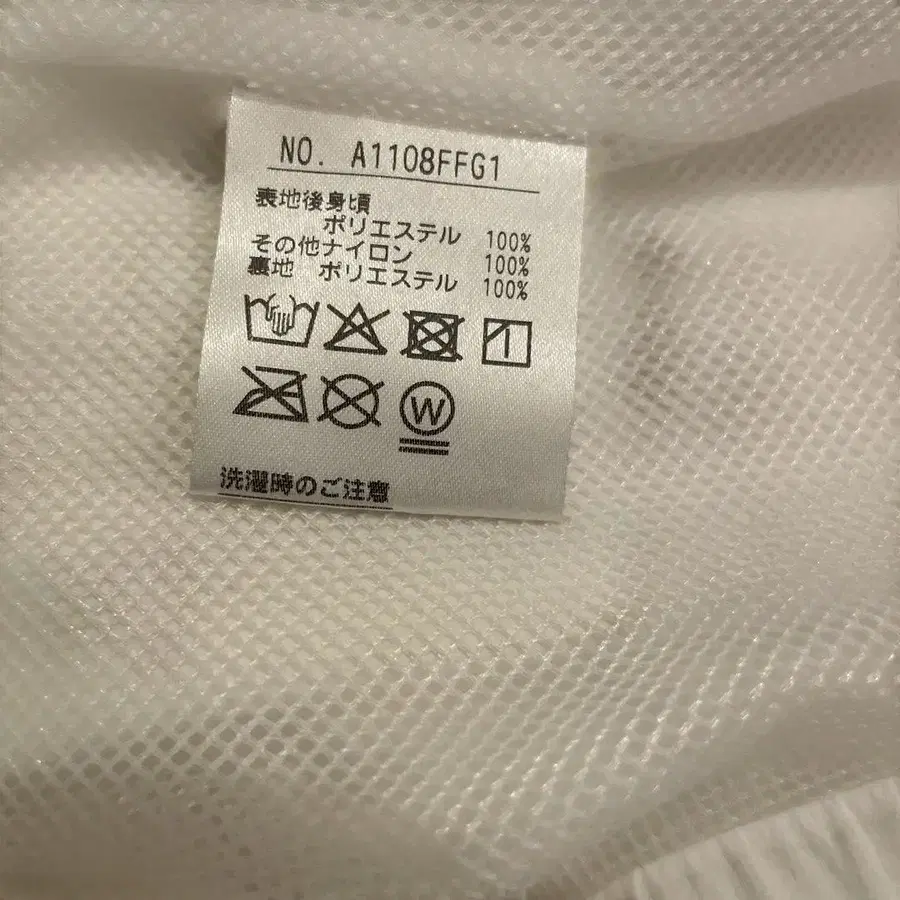 NO. A1108FFG1
表地後身頃
ポリエステル 100%
その他ナイロン 100%
裏地 ポリエステル 100%
W
洗濯時のご注意